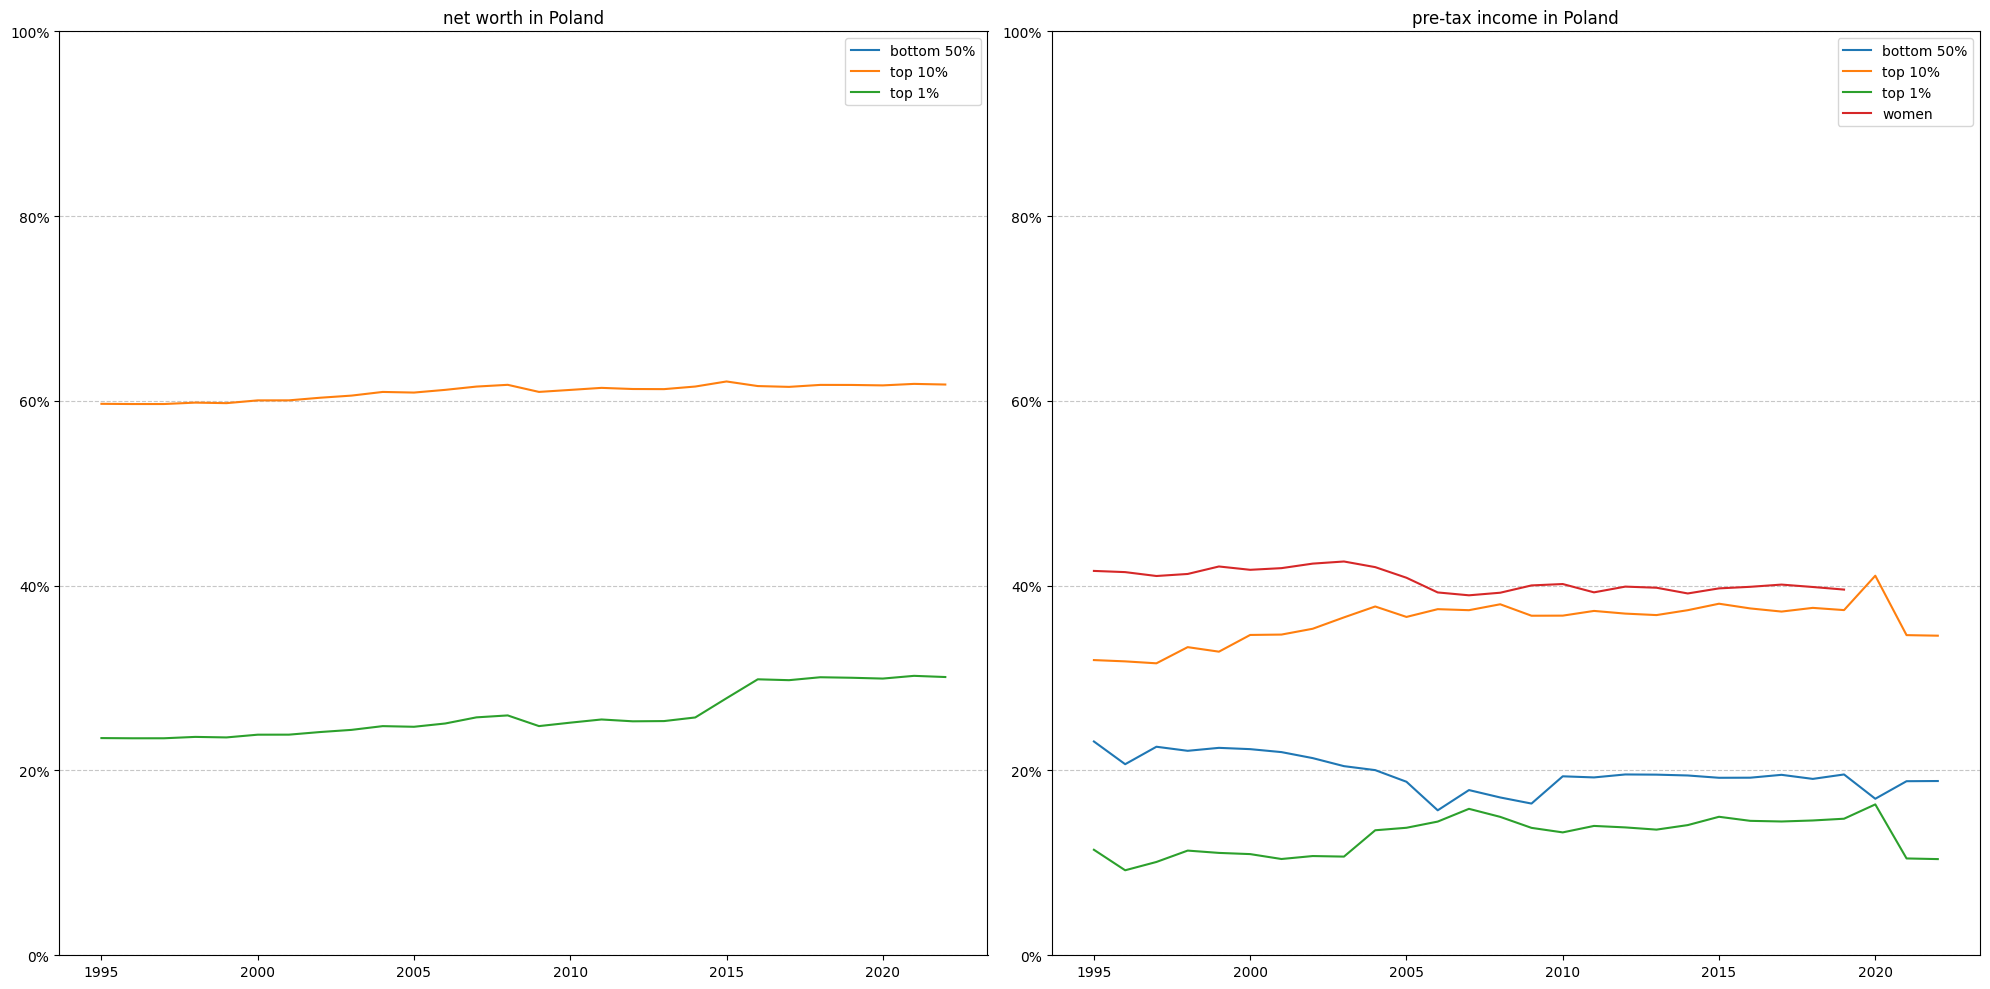 net worth in Poland
100%
80%
60%
40%
20%
0%
1995 2000 2005 2010 2015 2020
bottom 50%
top 10%
top 1%
pre-tax income in Poland
100%
80%
60%
40%
20%
0%
1995 2000 2005 2010 2015 2020
bottom 50%
top 10%
top 1%
women